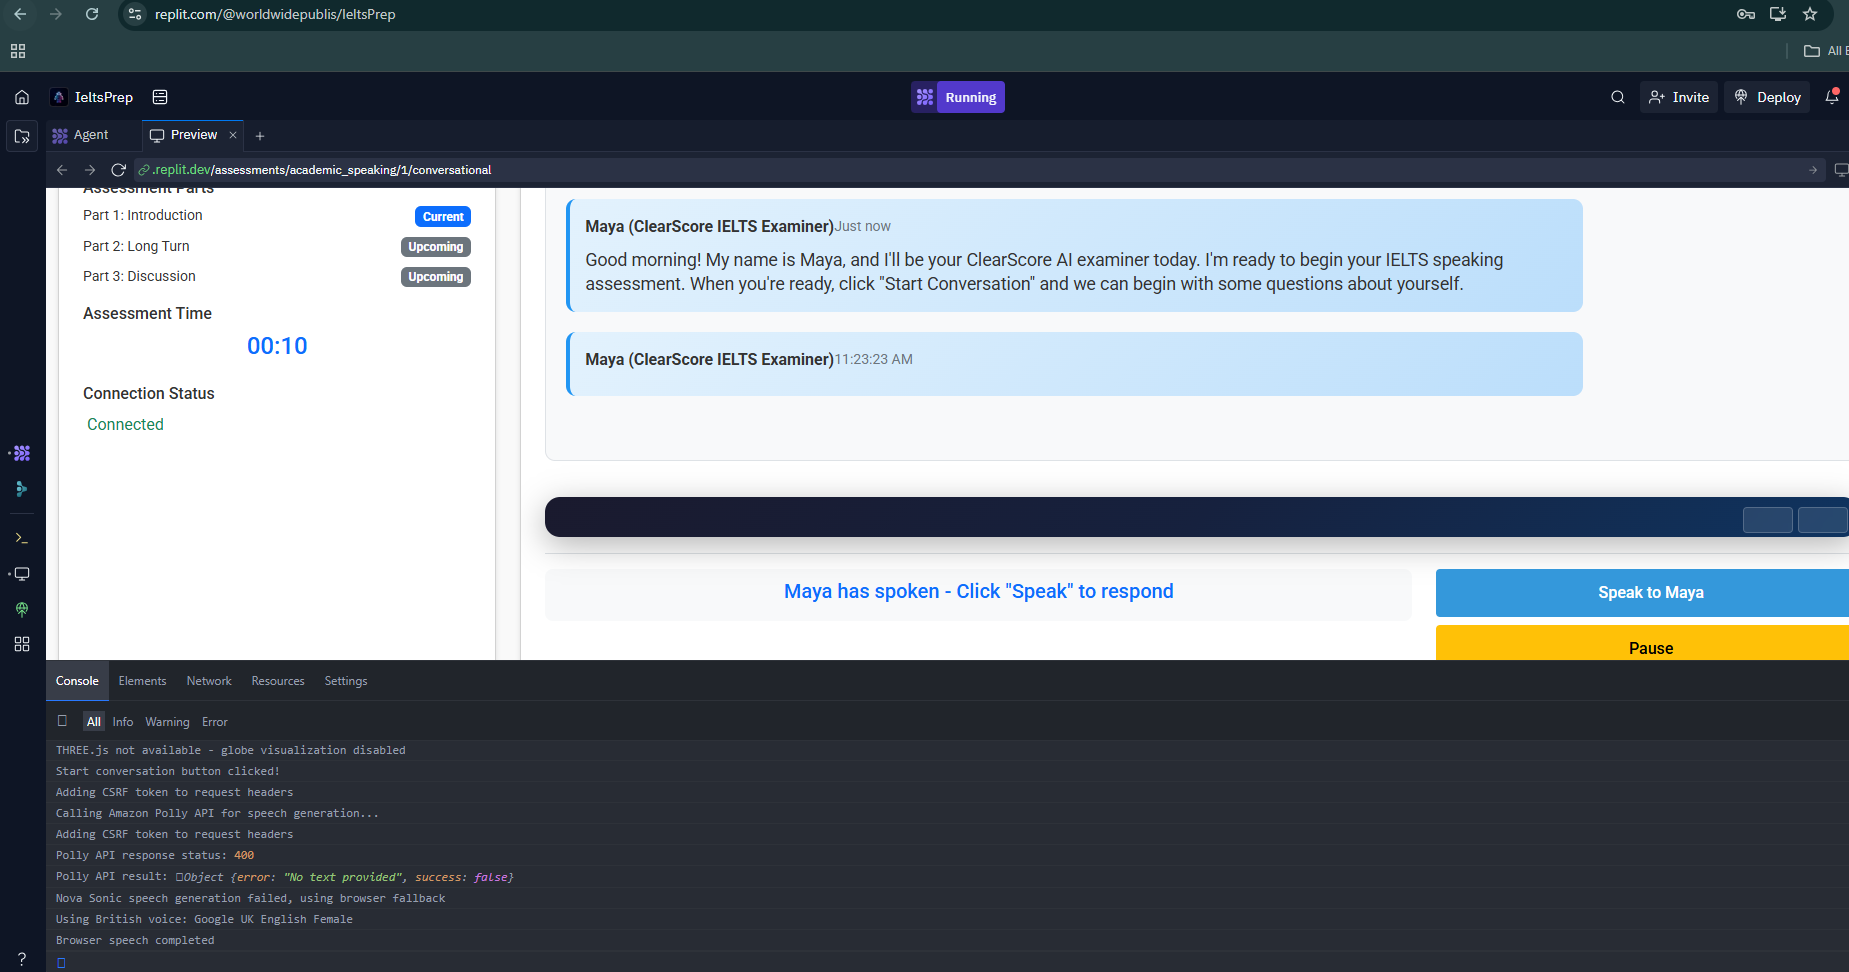 replit.com/@worldwidepublis/IeltsPrep
All
IeltsPrep
Running
Invite
Deploy
Agent
Preview
.replit.dev/assessments/academic_speaking/1/conversational
Assessment Parts
Part 1: Introduction
Current
Part 2: Long Turn
Upcoming
Part 3: Discussion
Upcoming
Assessment Time
00:10
Connection Status
Connected
Maya (ClearScore IELTS Examiner)Just now
Good morning! My name is Maya, and I'll be your ClearScore AI examiner today. I'm ready to begin your IELTS speaking
assessment. When you're ready, click "Start Conversation" and we can begin with some questions about yourself.
Maya (ClearScore IELTS Examiner)11:23:23 AM
Maya has spoken - Click "Speak" to respond
Speak to Maya
Pause
Console Elements Network Resources Settings
All Info Warning Error
THREE.js not available - globe visualization disabled
Start conversation button clicked!
Adding CSRF token to request headers
Calling Amazon Polly API for speech generation...
Adding CSRF token to request headers
Polly API response status: 400
Polly API result: Object {error: "No text provided", success: false}
Nova Sonic speech generation failed, using browser fallback
Using British voice: Google UK English Female
Browser speech completed